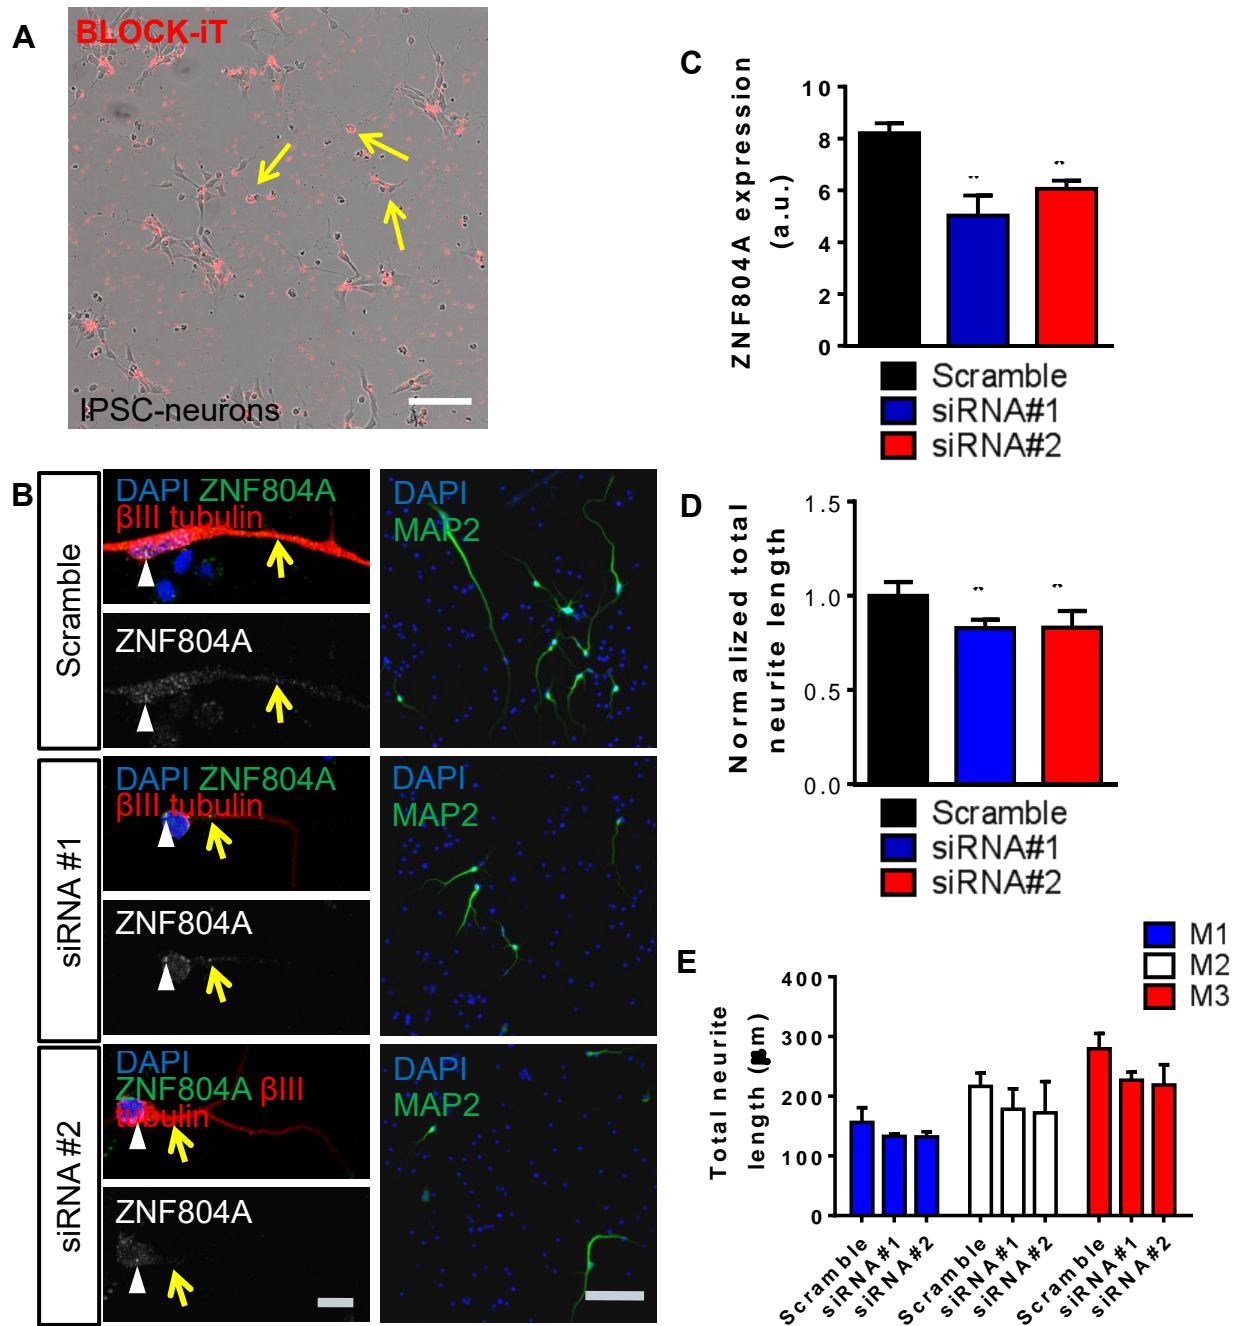 A
BLOCK-iT
IPSC-neurons
B
Scramble
DAPI ZNF804A
βIII tubulin
ZNF804A
DAPI
MAP2
siRNA #1
DAPI ZNF804A
βIII tubulin
ZNF804A
DAPI
MAP2
siRNA #2
DAPI
ZNF804A βIII
tubulin
ZNF804A
DAPI
MAP2
C
ZNF804A expression
(a.u.)
10
8
6
4
2
0
*
*
Scramble
siRNA#1
siRNA#2
D
Normalized total
neurite length
1.5
1.0
0.5
0.0
*
*
Scramble
siRNA#1
siRNA#2
E
M1
M2
M3
Total neurite
length (μm)
400
300
200
100
0
Scramble
siRNA#1
siRNA#2
Scramble
siRNA#1
siRNA#2
Scramble
siRNA#1
siRNA#2